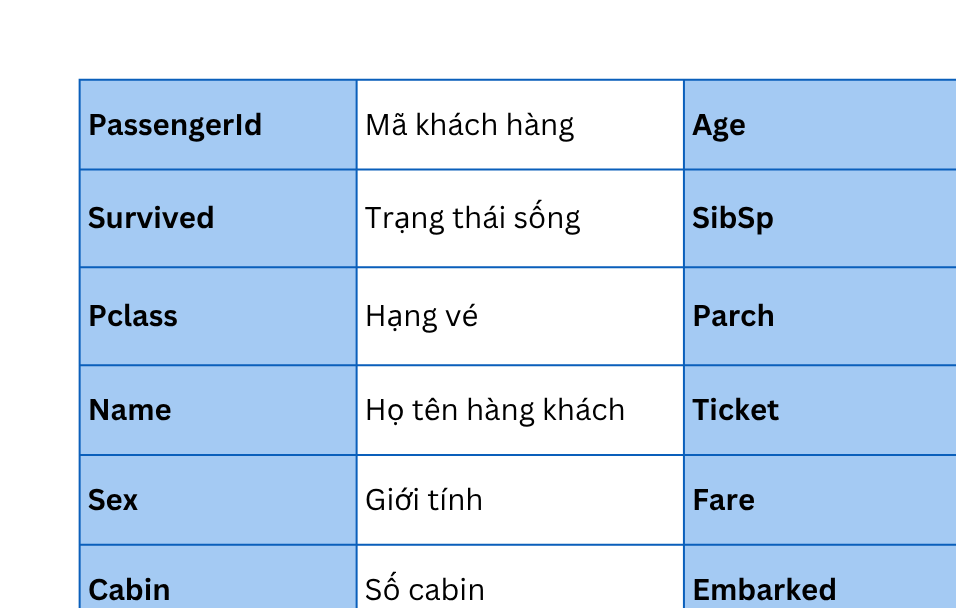 PassengerId Mã khách hàng Age
Survived Trạng thái sống SibSp
Pclass Hạng vé Parch
Name Họ tên hàng khách Ticket
Sex Giới tính Fare
Cabin Số cabin Embarked